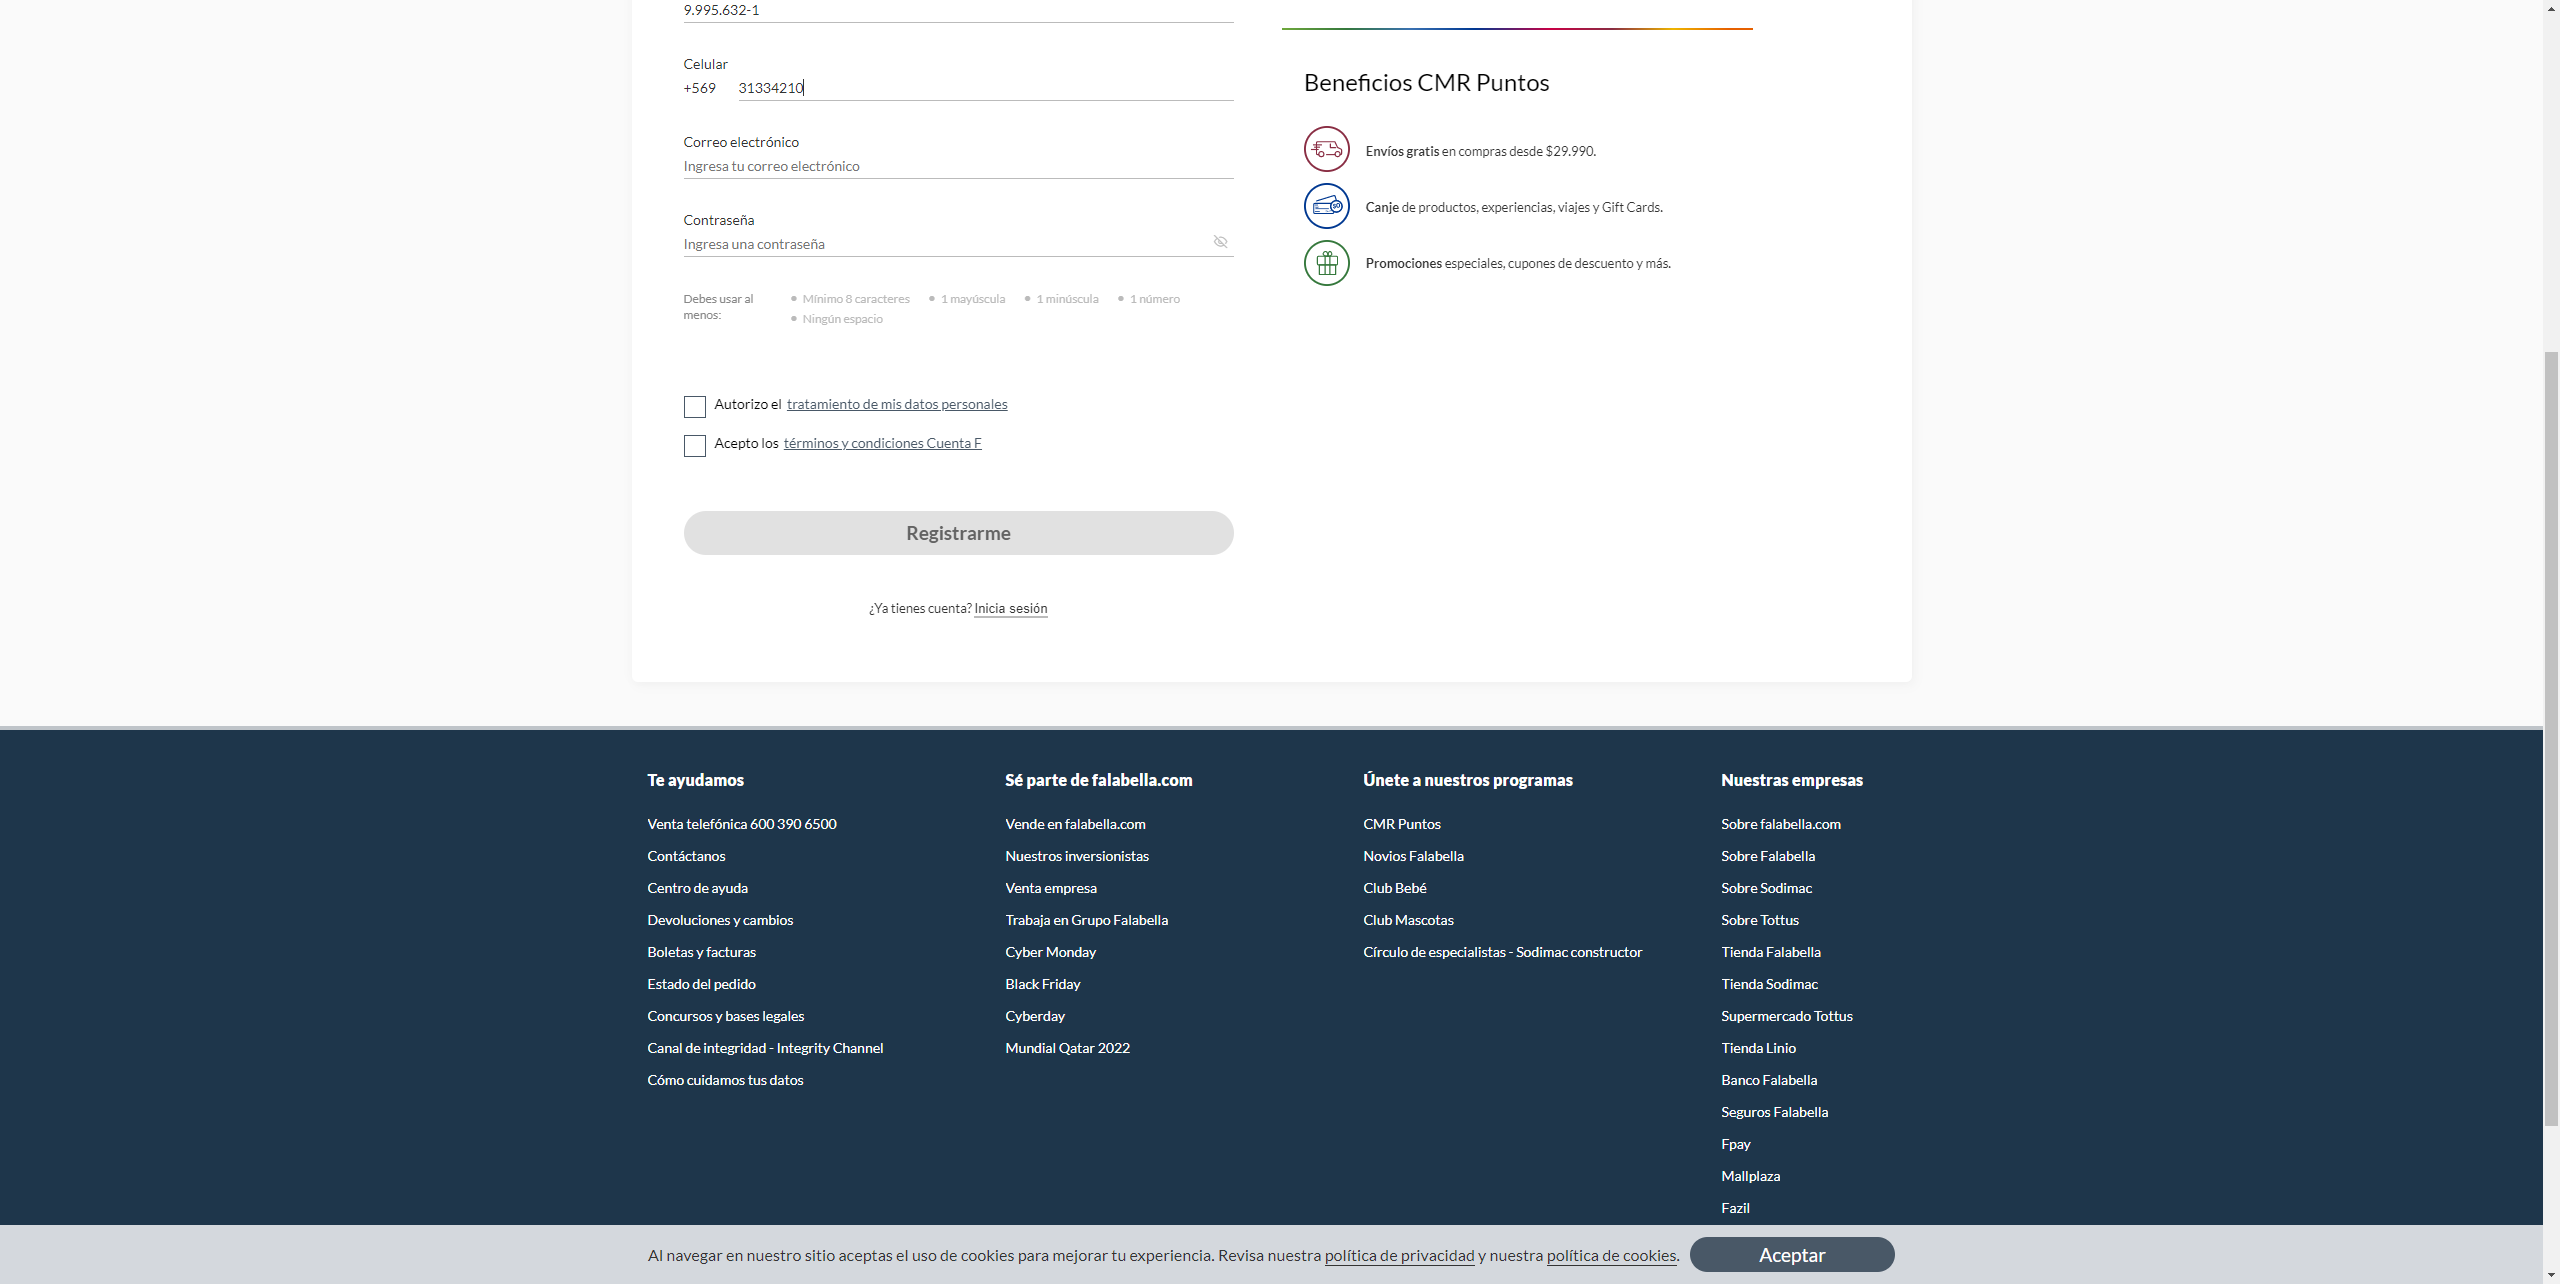 9.995.632-1
Celular
+569 31334210
Correo electrónico
Ingresa tu correo electrónico
Contraseña
Ingresa una contraseña
Debes usar al menos:
Mínimo 8 caracteres
1 mayúscula
1 minúscula
1 número
Ningún espacio
Autorizo el tratamiento de mis datos personales
Acepto los términos y condiciones Cuenta F
Registrarme
¿Ya tienes cuenta? Inicia sesión
Beneficios CMR Puntos
Envíos gratis en compras desde $29.990.
Canje de productos, experiencias, viajes y Gift Cards.
Promociones especiales, cupones de descuento y más.
Te ayudamos
Venta telefónica 600 390 6500
Contáctanos
Centro de ayuda
Devoluciones y cambios
Boletas y facturas
Estado del pedido
Concursos y bases legales
Canal de integridad - Integrity Channel
Cómo cuidamos tus datos
Sé parte de falabella.com
Vende en falabella.com
Nuestros inversionistas
Venta empresa
Trabaja en Grupo Falabella
Cyber Monday
Black Friday
Cyberday
Mundial Qatar 2022
Únete a nuestros programas
CMR Puntos
Novios Falabella
Club Bebé
Club Mascotas
Círculo de especialistas - Sodimac constructor
Nuestras empresas
Sobre falabella.com
Sobre Falabella
Sobre Sodimac
Sobre Tottus
Tienda Falabella
Tienda Sodimac
Supermercado Tottus
Tienda Linio
Banco Falabella
Seguros Falabella
Fpay
Mallplaza
Fazil
Al navegar en nuestro sitio aceptas el uso de cookies para mejorar tu experiencia. Revisa nuestra política de privacidad y nuestra política de cookies.
Aceptar